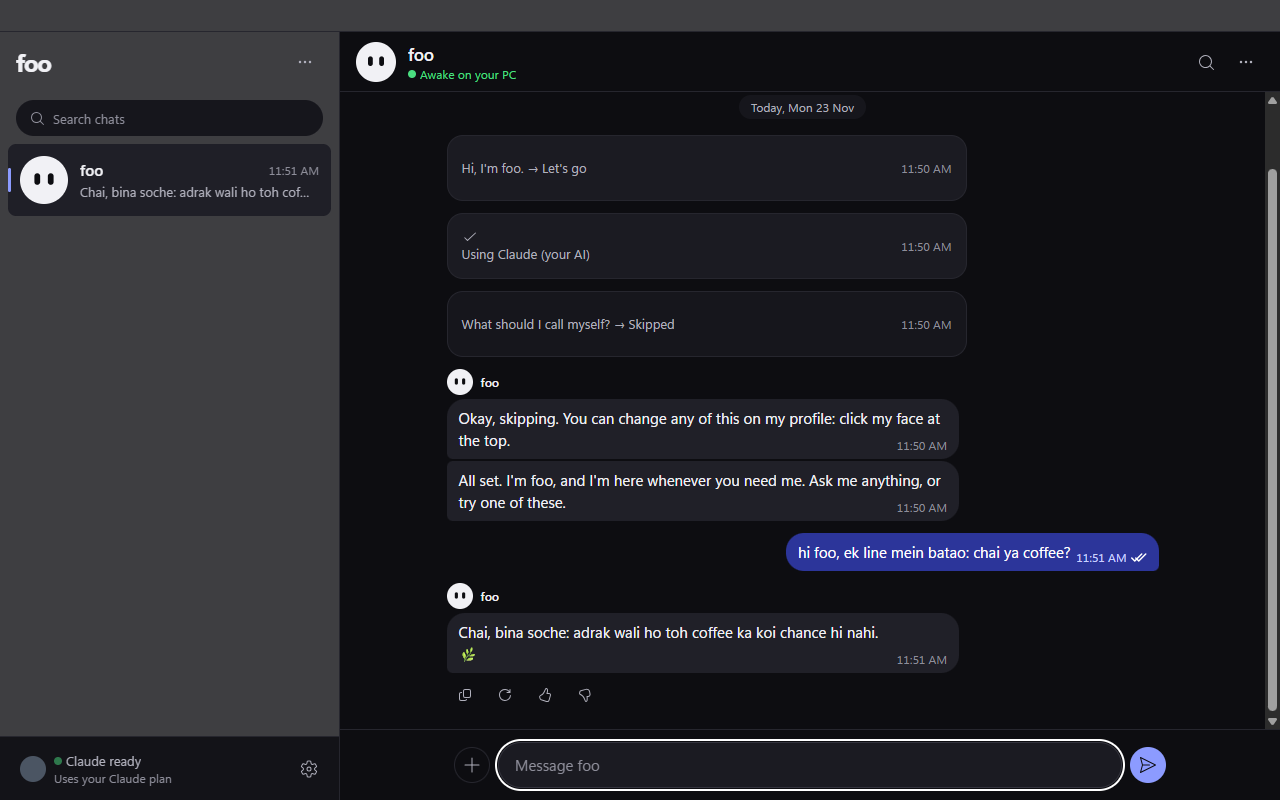 foo
Search chats
foo
11:51 AM
Chai, bina soche: adrak wali ho toh cof...
Claude ready
Uses your Claude plan
foo
Awake on your PC
Today, Mon 23 Nov
Hi, I'm foo. → Let's go
11:50 AM
Using Claude (your AI)
11:50 AM
What should I call myself? → Skipped
11:50 AM
foo
Okay, skipping. You can change any of this on my profile: click my face at
the top.
11:50 AM
All set. I'm foo, and I'm here whenever you need me. Ask me anything, or
try one of these.
11:50 AM
hi foo, ek line mein batao: chai ya coffee?
11:51 AM
foo
Chai, bina soche: adrak wali ho toh coffee ka koi chance hi nahi.
🌿
11:51 AM
Message foo